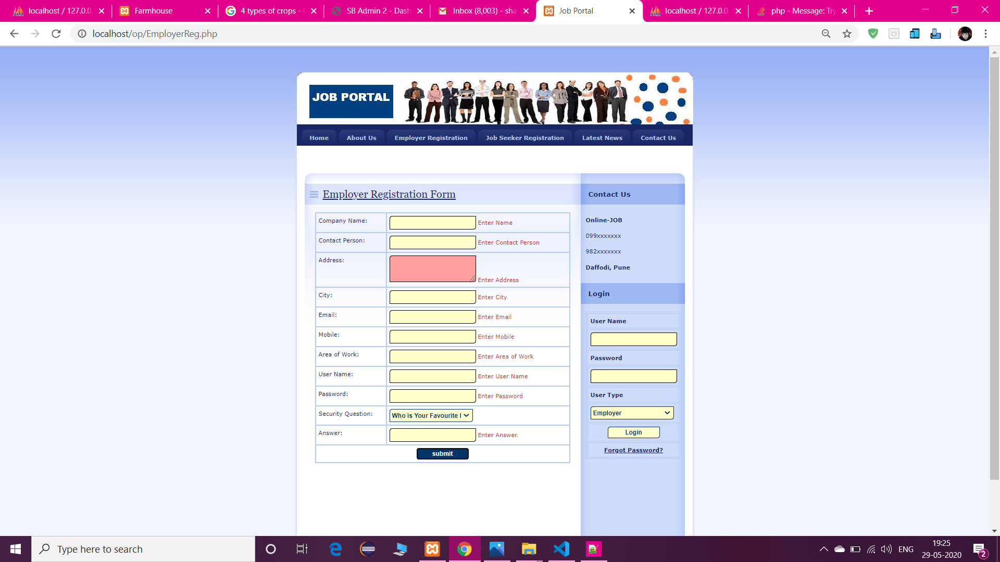 localhost / 127.0.0.
Farmhouse
4 types of crops -
SB Admin 2 - Dash
Inbox (8,003) - sha
Job Portal
localhost / 127.0.0.
php - Message: Try
localhost/op/EmployerReg.php
JOB PORTAL
Home
About Us
Employer Registration
Job Seeker Registration
Latest News
Contact Us
Employer Registration Form
Company Name:
Enter Name
Contact Person:
Enter Contact Person
Address:
Enter Address
City:
Enter City
Email:
Enter Email
Mobile:
Enter Mobile
Area of Work:
Enter Area of Work
User Name:
Enter User Name
Password:
Enter Password
Security Question:
Who is Your Favourite
Answer:
Enter Answer.
submit
Contact Us
Online-JOB
099xxxxxxx
982xxxxxxx
Daffodi, Pune
Login
User Name
Password
User Type
Employer
Login
Forgot Password?
Type here to search
ENG
19:25
29-05-2020
2